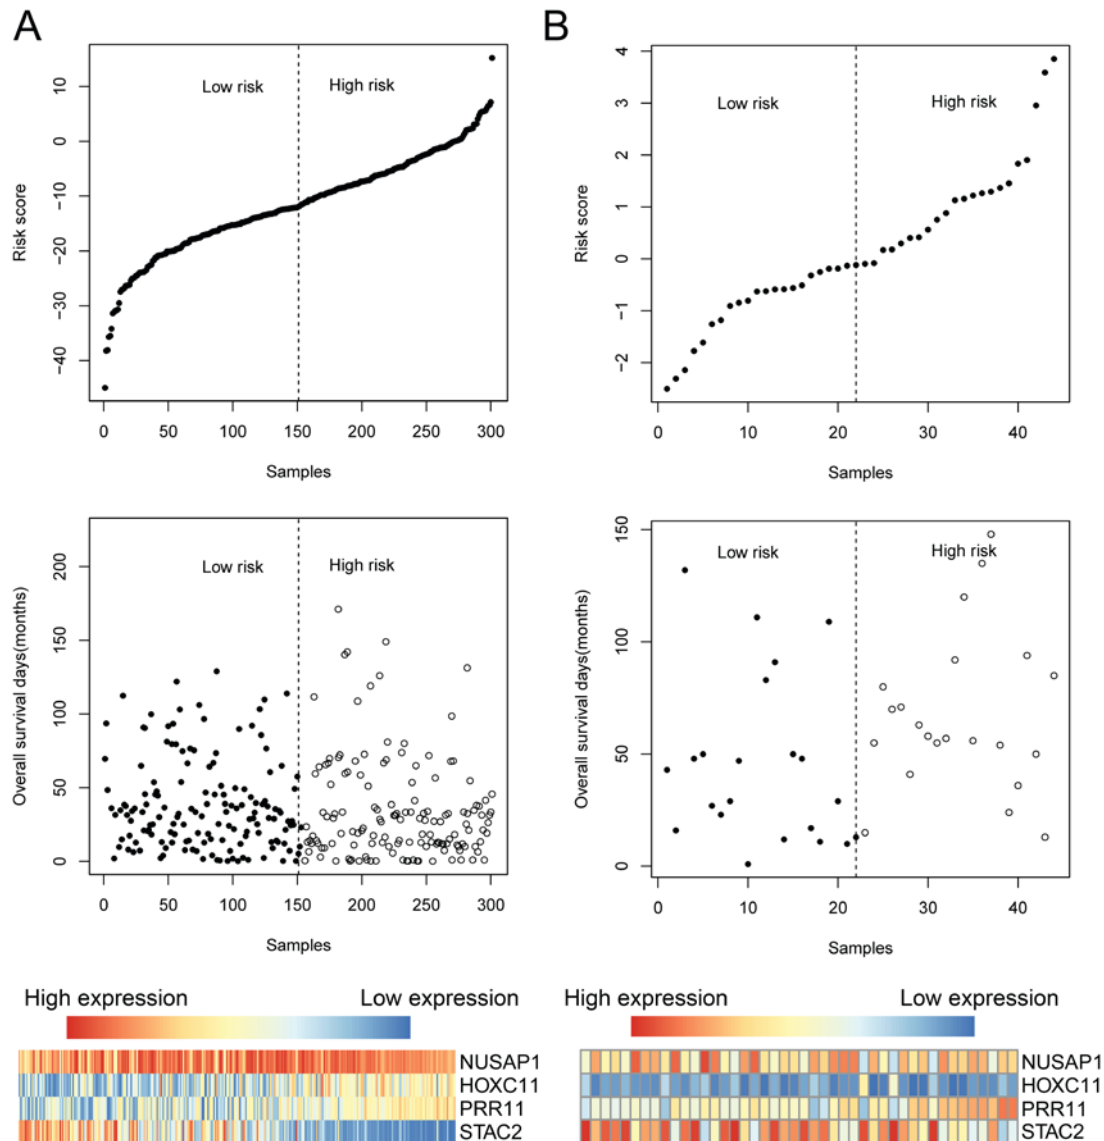 A
B
Low risk
High risk
Risk score
10
0
−10
−20
−30
−40
0
50
100
150
200
250
300
Samples
Low risk
High risk
Risk score
4
3
2
1
0
−1
−2
0
10
20
30
40
Samples
Low risk
High risk
Overall survival days(months)
200
150
100
50
0
0
50
100
150
200
250
300
Samples
Low risk
High risk
Overall survival days(months)
150
100
50
0
0
10
20
30
40
Samples
High expression
Low expression
NUSAP1
HOXC11
PRR11
STAC2
High expression
Low expression
NUSAP1
HOXC11
PRR11
STAC2